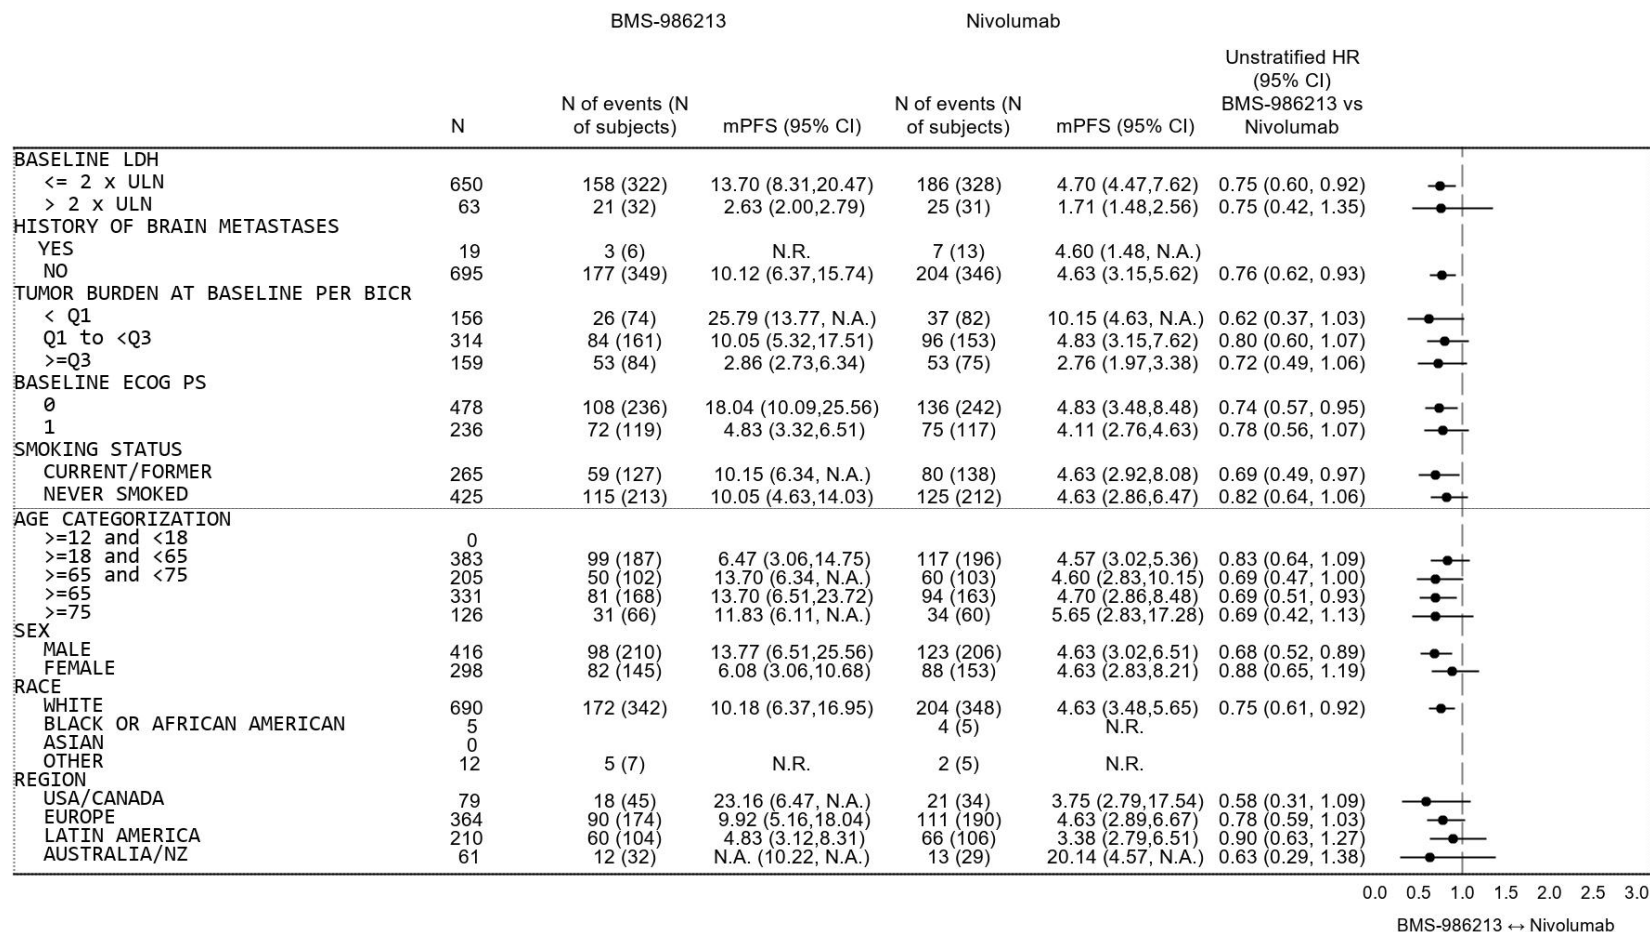 BMS-986213 Nivolumab
Unstratified HR
(95% CI)
N of events (N N of events (N BMS-986213 vs
N of subjects) mPFS (95% CI) of subjects) mPFS (95% CI) Nivolumab
BASELINE LDH
<= 2 x ULN 650 158 (322) 13.70 (8.31,20.47) 186 (328) 4.70 (4.47,7.62) 0.75 (0.60, 0.92)
> 2 x ULN 63 21 (32) 2.63 (2.00,2.79) 25 (31) 1.71 (1.48,2.56) 0.75 (0.42, 1.35)
HISTORY OF BRAIN METASTASES
YES 19 3 (6) N.R. 7 (13) 4.60 (1.48, N.A.)
NO 695 177 (349) 10.12 (6.37,15.74) 204 (346) 4.63 (3.15,5.62) 0.76 (0.62, 0.93)
TUMOR BURDEN AT BASELINE PER BICR
< Q1 156 26 (74) 25.79 (13.77, N.A.) 37 (82) 10.15 (4.63, N.A.) 0.62 (0.37, 1.03)
Q1 to <Q3 314 84 (161) 10.05 (5.32,17.51) 96 (153) 4.83 (3.15,7.62) 0.80 (0.60, 1.07)
>=Q3 159 53 (84) 2.86 (2.73,6.34) 53 (75) 2.76 (1.97,3.38) 0.72 (0.49, 1.06)
BASELINE ECOG PS
0 478 108 (236) 18.04 (10.09,25.56) 136 (242) 4.83 (3.48,8.48) 0.74 (0.57, 0.95)
1 236 72 (119) 4.83 (3.32,6.51) 75 (117) 4.11 (2.76,4.63) 0.78 (0.56, 1.07)
SMOKING STATUS
CURRENT/FORMER 265 59 (127) 10.15 (6.34, N.A.) 80 (138) 4.63 (2.92,8.08) 0.69 (0.49, 0.97)
NEVER SMOKED 425 115 (213) 10.05 (4.63,14.03) 125 (212) 4.63 (2.86,6.47) 0.82 (0.64, 1.06)
AGE CATEGORIZATION
>=12 and <18 0
>=18 and <65 383 99 (187) 6.47 (3.06,14.75) 117 (196) 4.57 (3.02,5.36) 0.83 (0.64, 1.09)
>=65 and <75 205 50 (102) 13.70 (6.34, N.A.) 60 (103) 4.60 (2.83,10.15) 0.69 (0.47, 1.00)
>=65 331 81 (168) 13.70 (6.51,23.72) 94 (163) 4.70 (2.86,8.48) 0.69 (0.51, 0.93)
>=75 126 31 (66) 11.83 (6.11, N.A.) 34 (60) 5.65 (2.83,17.28) 0.69 (0.42, 1.13)
SEX
MALE 416 98 (210) 13.77 (6.51,25.56) 123 (206) 4.63 (3.02,6.51) 0.68 (0.52, 0.89)
FEMALE 298 82 (145) 6.08 (3.06,10.68) 88 (153) 4.63 (2.83,8.21) 0.88 (0.65, 1.19)
RACE
WHITE 690 172 (342) 10.18 (6.37,16.95) 204 (348) 4.63 (3.48,5.65) 0.75 (0.61, 0.92)
BLACK OR AFRICAN AMERICAN 5 4 (5) N.R.
ASIAN 0
OTHER 12 5 (7) N.R. 2 (5) N.R.
REGION
USA/CANADA 79 18 (45) 23.16 (6.47, N.A.) 21 (34) 3.75 (2.79,17.54) 0.58 (0.31, 1.09)
EUROPE 364 90 (174) 9.92 (5.16,18.04) 111 (190) 4.63 (2.89,6.67) 0.78 (0.59, 1.03)
LATIN AMERICA 210 60 (104) 4.83 (3.12,8.31) 66 (106) 3.38 (2.79,6.51) 0.90 (0.63, 1.27)
AUSTRALIA/NZ 61 12 (32) N.A. (10.22, N.A.) 13 (29) 20.14 (4.57, N.A.) 0.63 (0.29, 1.38)
0.0 0.5 1.0 1.5 2.0 2.5 3.0
BMS-986213 ↔ Nivolumab